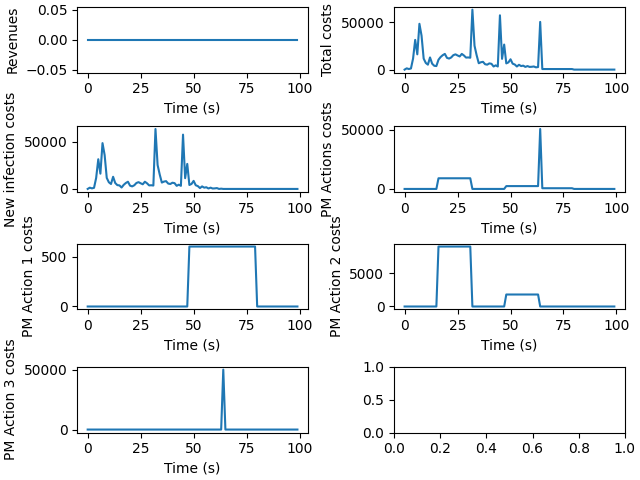 Revenues
0.05
0.00
−0.05
0 25 50 75 100
Time (s)
Total costs
50000
0
0 25 50 75 100
Time (s)
New infection costs
50000
0
0 25 50 75 100
Time (s)
PM Actions costs
50000
0
0 25 50 75 100
Time (s)
PM Action 1 costs
500
0
0 25 50 75 100
Time (s)
PM Action 2 costs
5000
0
0 25 50 75 100
Time (s)
PM Action 3 costs
50000
0
0 25 50 75 100
Time (s)
1.0
0.5
0.0
0.0 0.2 0.4 0.6 0.8 1.0